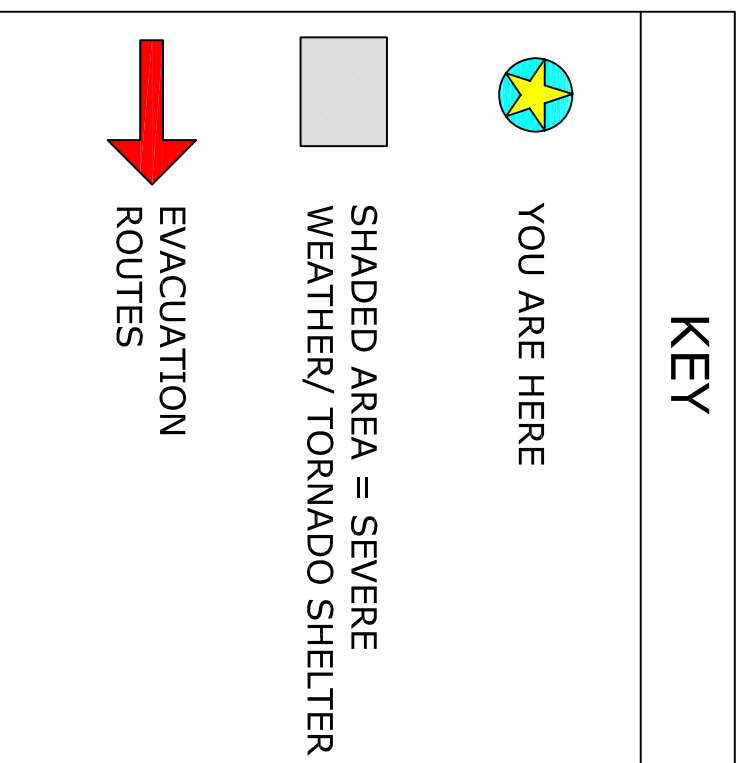 KEY
YOU ARE HERE
SHADED AREA = SEVERE
WEATHER/ TORNADO SHELTER
EVACUATION
ROUTES